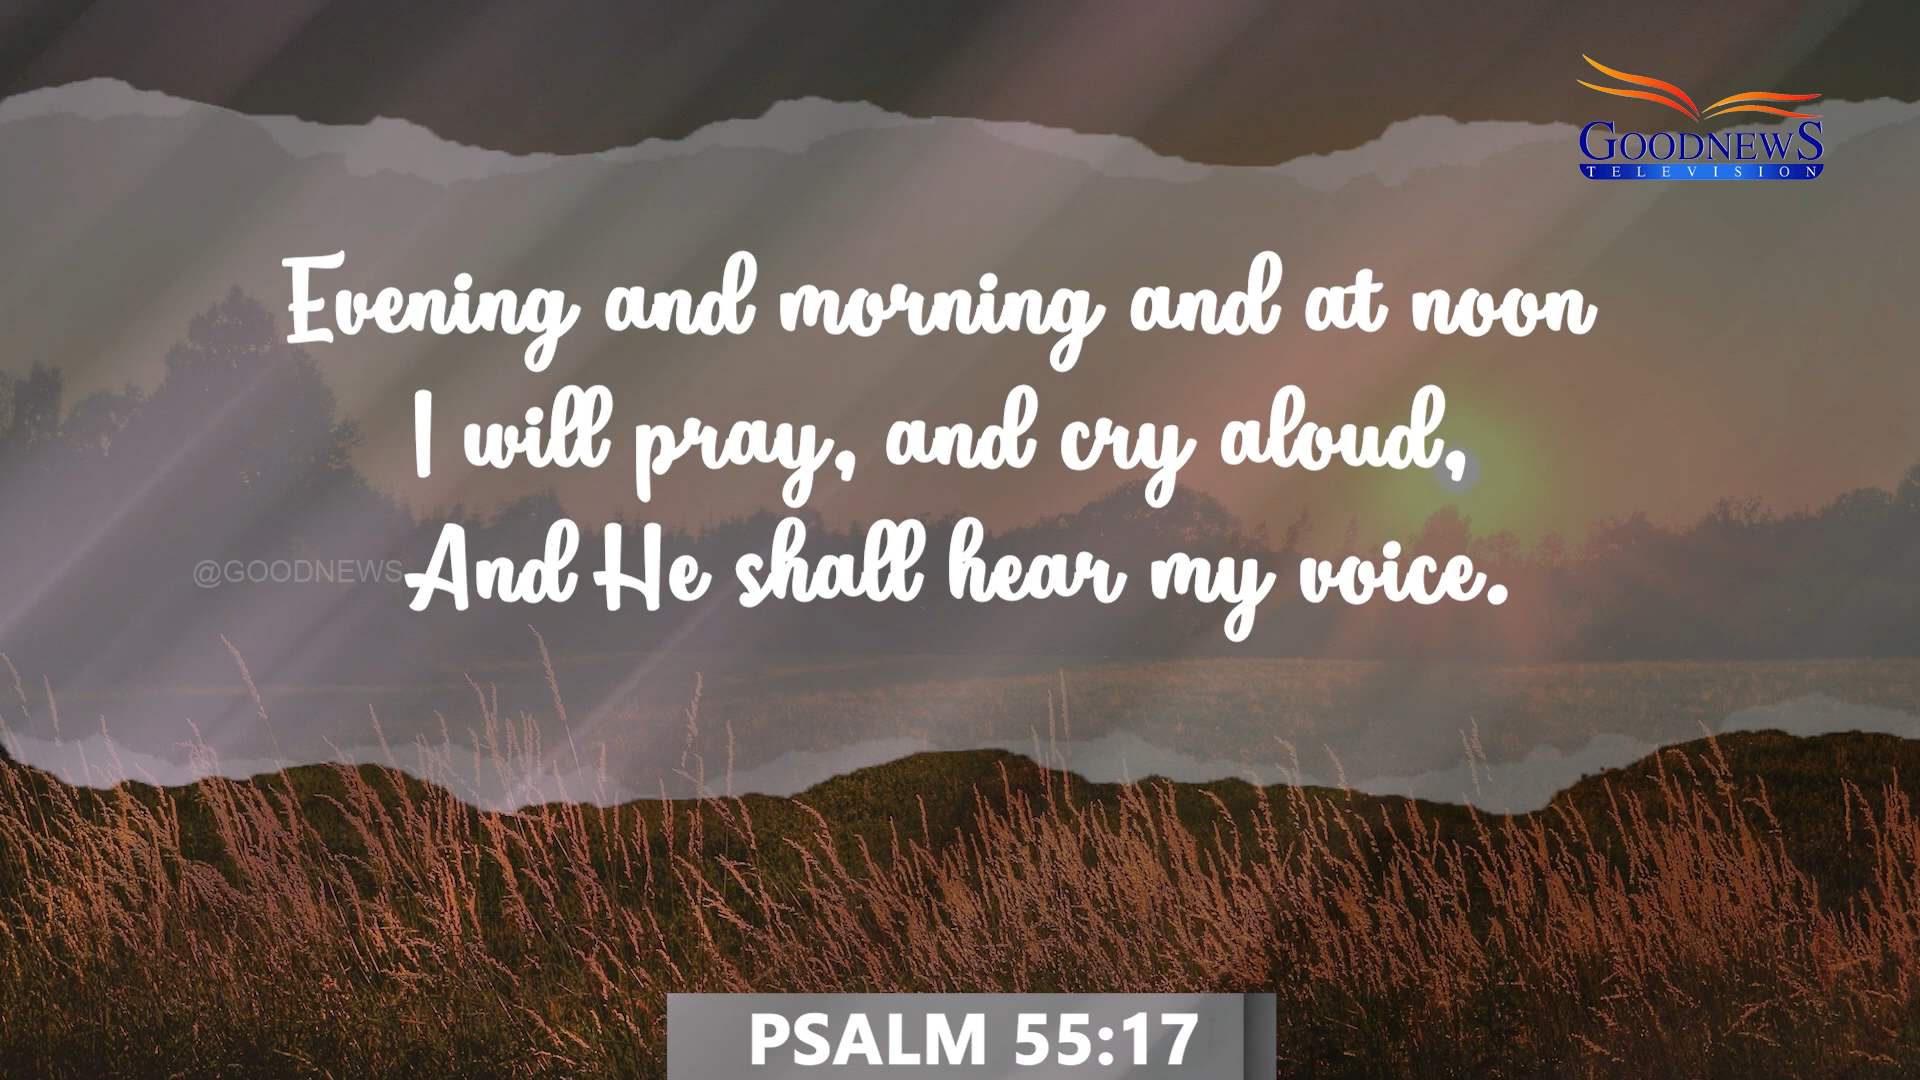 GOODNEWS
TELEVISION
Evening and morning and at noon
I will pray, and cry aloud,
And He shall hear my voice.
@GOODNEWS
PSALM 55:17